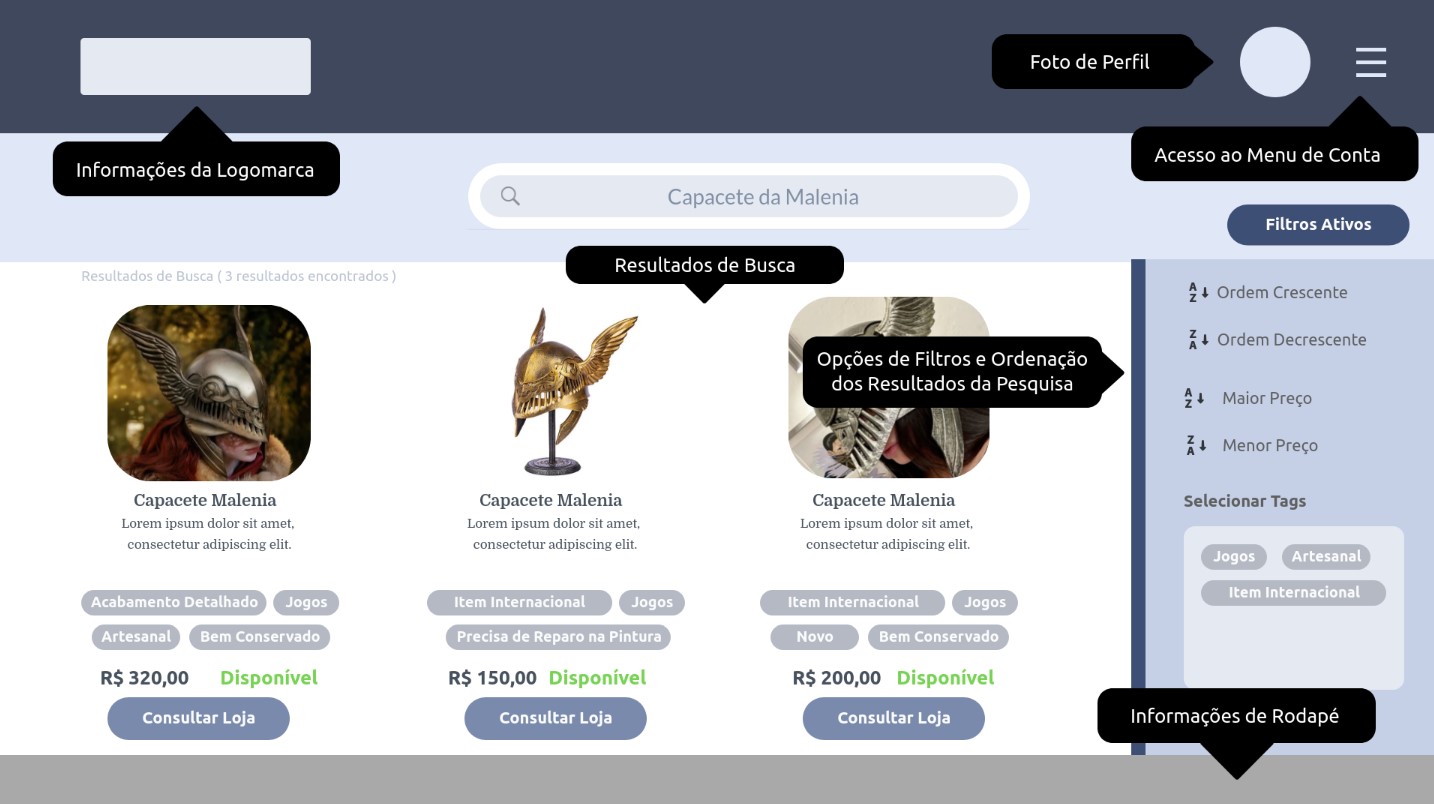 Foto de Perfil
Informações da Logomarca
Acesso ao Menu de Conta
Capacete da Malenia
Filtros Ativos
Resultados de Busca ( 3 resultados encontrados )
Resultados de Busca
Opções de Filtros e Ordenação
dos Resultados da Pesquisa
A
Z
Ordem Crescente
Z
A
Ordem Decrescente
A
Z
Maior Preço
Z
A
Menor Preço
Selecionar Tags
Jogos
Artesanal
Item Internacional
Capacete Malenia
Lorem ipsum dolor sit amet,
consectetur adipiscing elit.
Acabamento Detalhado
Jogos
Artesanal
Bem Conservado
R$ 320,00
Disponível
Consultar Loja
Capacete Malenia
Lorem ipsum dolor sit amet,
consectetur adipiscing elit.
Item Internacional
Jogos
Precisa de Reparo na Pintura
R$ 150,00
Disponível
Consultar Loja
Capacete Malenia
Lorem ipsum dolor sit amet,
consectetur adipiscing elit.
Item Internacional
Jogos
Novo
Bem Conservado
R$ 200,00
Disponível
Consultar Loja
Informações de Rodapé